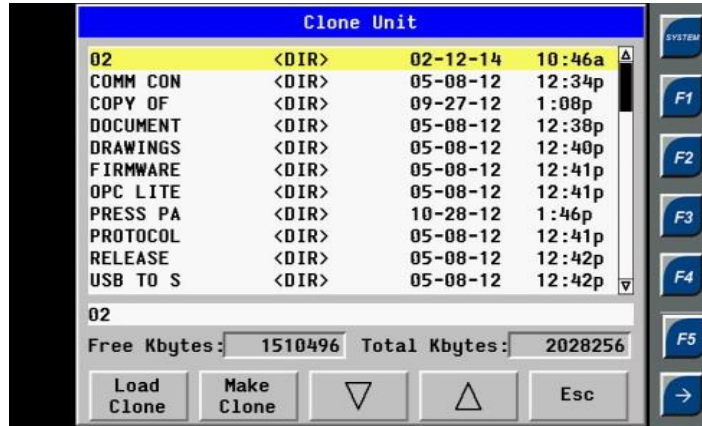 Clone Unit
SYSTEM
02 <DIR> 02-12-14 10:46a
COMM CON <DIR> 05-08-12 12:34p
COPY OF <DIR> 09-27-12 1:08p
DOCUMENT <DIR> 05-08-12 12:38p
DRAWINGS <DIR> 05-08-12 12:40p
FIRMWARE <DIR> 05-08-12 12:41p
OPC LITE <DIR> 05-08-12 12:41p
PRESS PA <DIR> 10-28-12 1:46p
PROTOCOL <DIR> 05-08-12 12:41p
RELEASE <DIR> 05-08-12 12:42p
USB TO S <DIR> 05-08-12 12:42p
F1
F2
F3
F4
02
Free Kbytes: 1510496 Total Kbytes: 2028256
F5
Load Clone
Make Clone
Esc